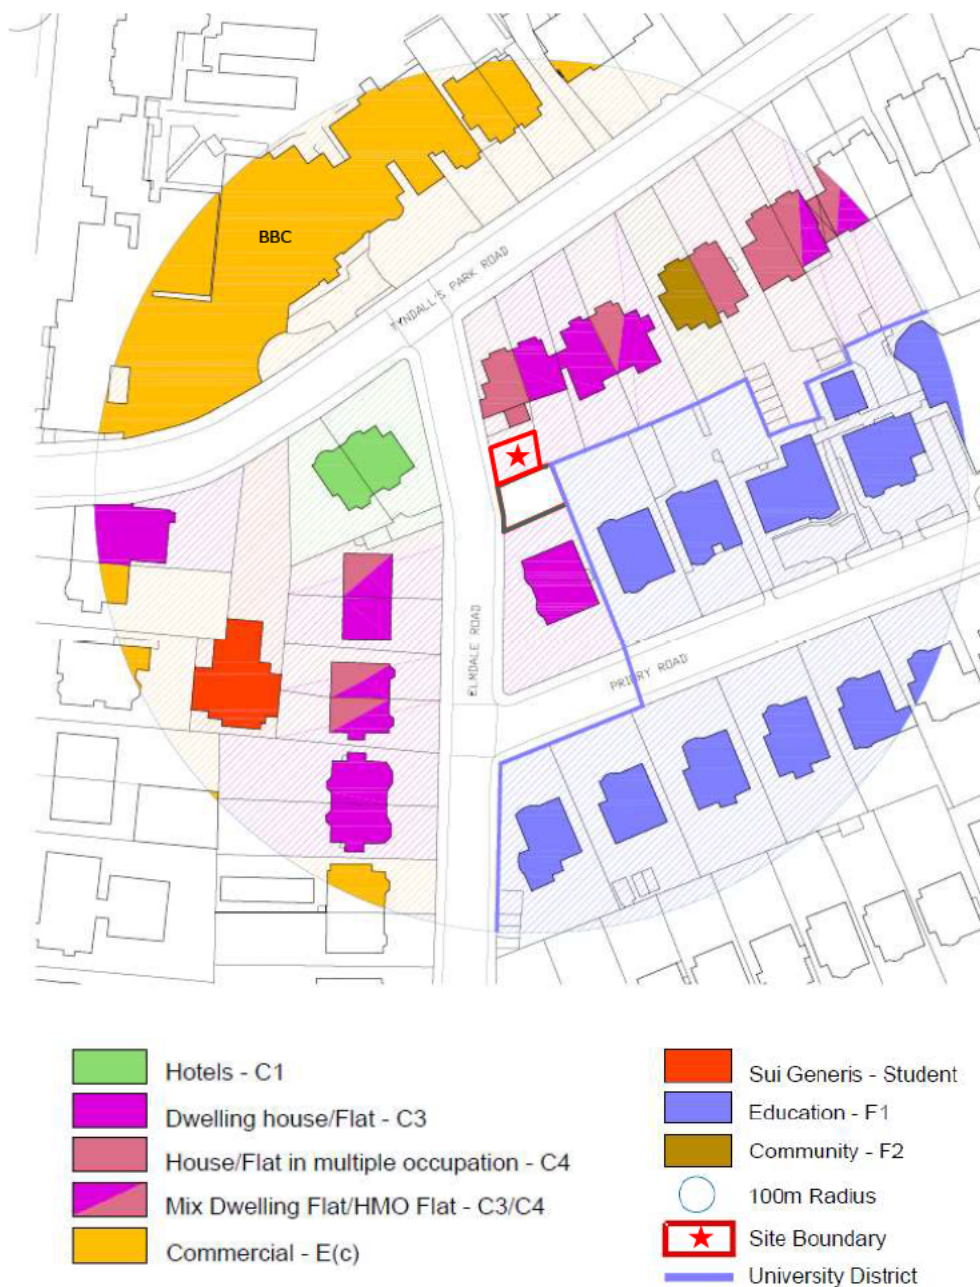 BBC
TYNDALL'S PARK ROAD
ELMDALE ROAD
PRIORY ROAD
Hotels - C1
Dwelling house/Flat - C3
House/Flat in multiple occupation - C4
Mix Dwelling Flat/HMO Flat - C3/C4
Commercial - E(c)
Sui Generis - Student
Education - F1
Community - F2
100m Radius
Site Boundary
University District